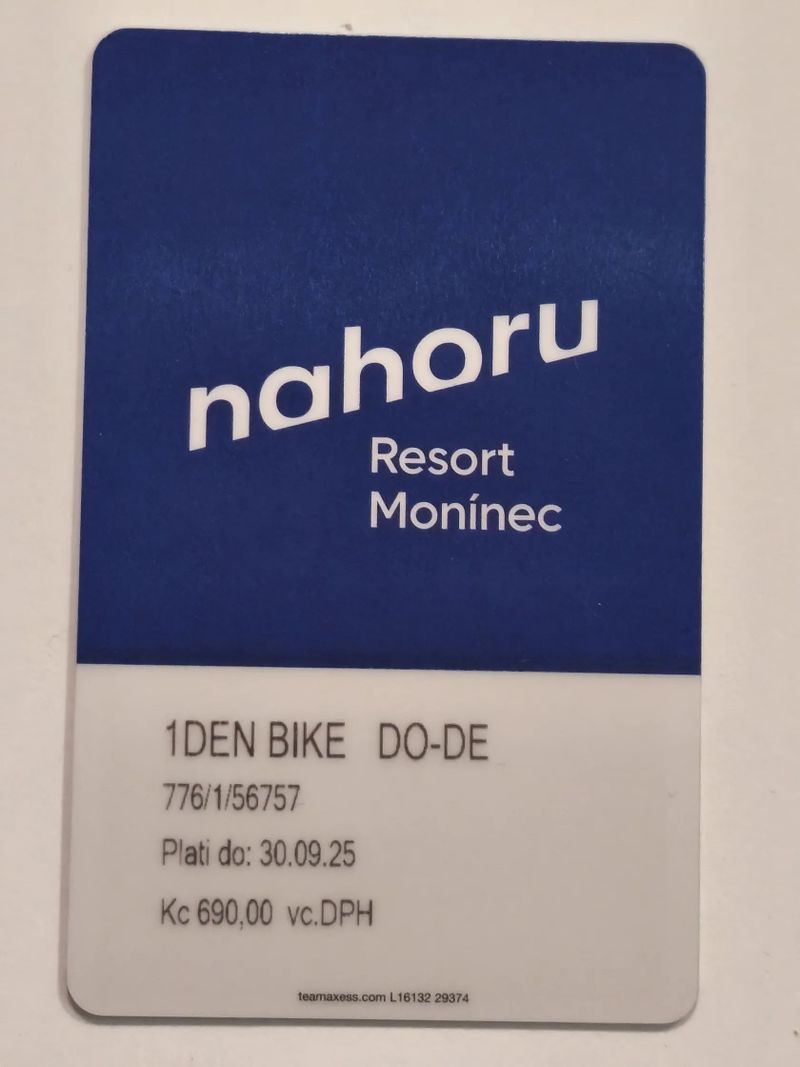 nahoru
Resort
Monínec
1DEN BIKE DO-DE
776/1/56757
Plati do: 30.09.25
Kc 690,00 vc.DPH
teamaxess.com L16132 29374